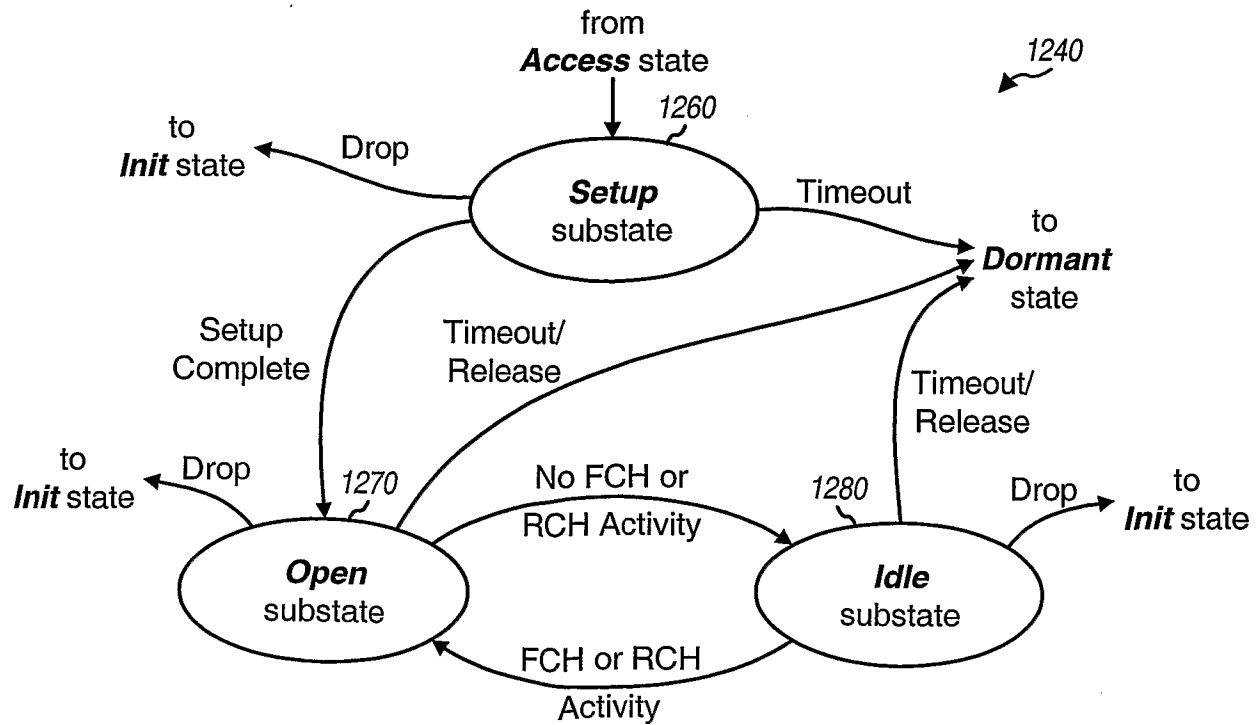 from
Access state
1240
1260
to
Init state
Drop
Setup
substate
Timeout
to
Dormant
state
Setup
Complete
Timeout/
Release
Timeout/
Release
to
Init state
Drop
1270
No FCH or
RCH Activity
1280
Drop
to
Init state
Open
substate
Idle
substate
FCH or RCH
Activity